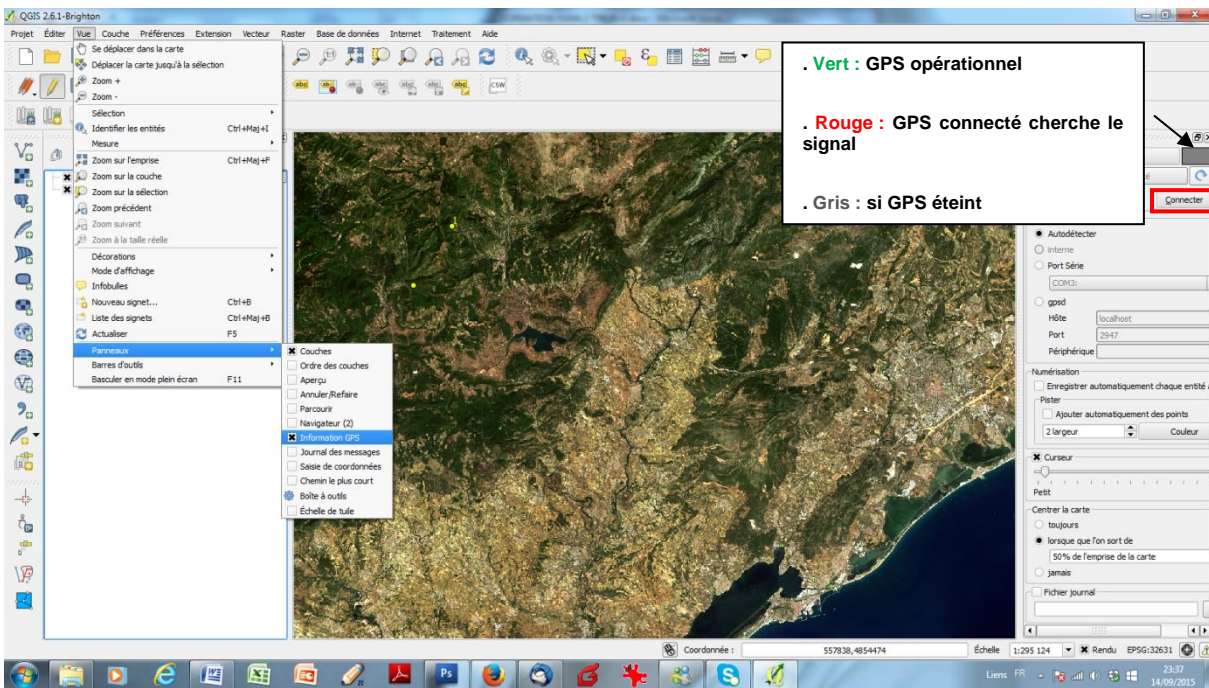 QGIS 2.6.1-Brighton
Projet Éditer Vue Couche Préférences Extension Vecteur Raster Base de données Internet Traitement Aide
Se déplacer dans la carte
Déplacer la carte jusqu'à la sélection
Zoom +
Zoom -
Sélection
Identifier les entités Ctrl+Maj+I
Mesure
Zoom sur l'emprise Ctrl+Maj+F
Zoom sur la couche
Zoom sur la sélection
Zoom précédent
Zoom suivant
Zoom à la taille réelle
Décorations
Mode d'affichage
Infobulles
Nouveau signet... Ctrl+B
Liste des signets Ctrl+Maj+B
Actualiser F5
Panneaux
Barres d'outils
Basculer en mode plein écran F11
Couches
Ordre des couches
Aperçu
Annuler/Refaire
Parcourir
Navigateur (2)
Information GPS
Journal des messages
Saisie de coordonnées
Chemin le plus court
Boîte à outils
Échelle de tuile
abc abc abc abc abc CSW
. Vert : GPS opérationnel
. Rouge : GPS connecté cherche le
signal
. Gris : si GPS éteint
Connecter
Autodétecter
interne
Port Série
COM3:
gpsd
Hôte localhost
Port 2947
Périphérique
Numérisation
Enregistrer automatiquement chaque entité
Pister
Ajouter automatiquement des points
2 largeur Couleur
Curseur
Petit
Centrer la carte
toujours
lorsque que l'on sort de
50% de l'emprise de la carte
jamais
Fichier journal
Coordonnée : 557838,4854474 Échelle 1:295 124 Rendu EPSG:32631
Liens FR 23:37
14/09/2015